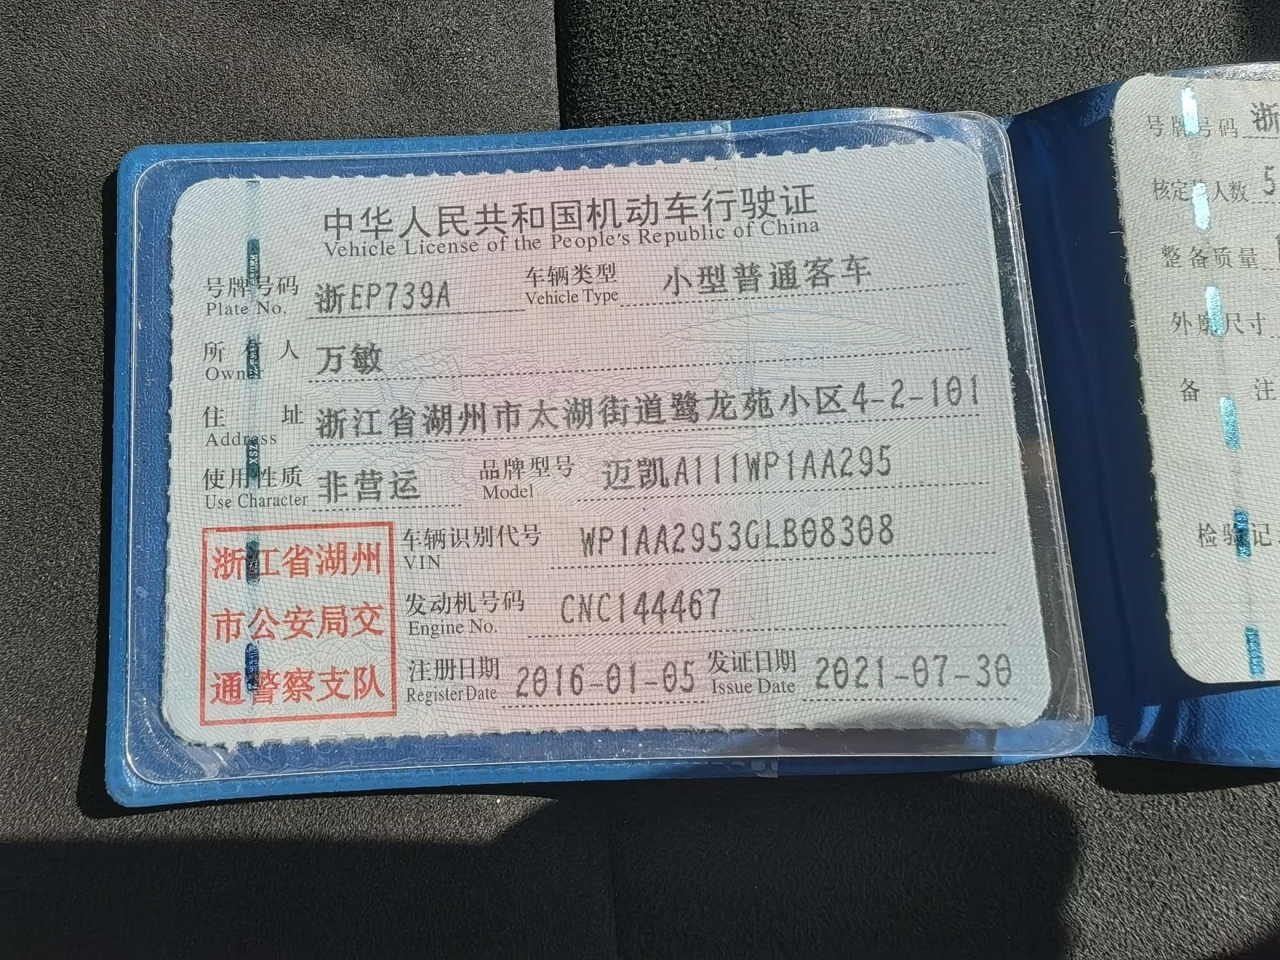 中华人民共和国机动车行驶证
Vehicle License of the People's Republic of China
号牌号码 浙EP739A 车辆类型 小型普通客车
Plate No. Vehicle Type
所有人 万敏
Owner
住址 浙江省湖州市太湖街道鹭龙苑小区4-2-101
Address
使用性质 非营运 品牌型号 迈凯A111WP1AA295
Use Character Model
车辆识别代号 WP1AA2953GLB08308
VIN
发动机号码 CNC144467
Engine No.
注册日期 2016-01-05 发证日期 2021-07-30
Register Date Issue Date
浙江省湖州
市公安局交
通警察支队
号牌号码 浙
核定载人数 5
整备质量
外廓尺寸
备注
检验记